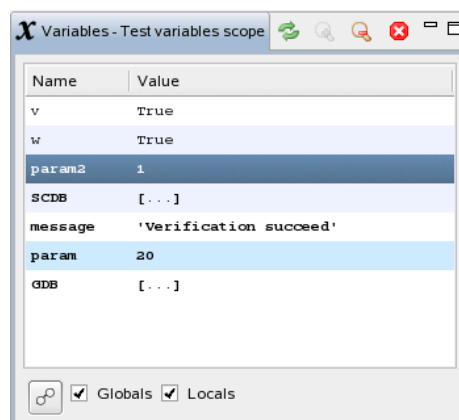 X Variables - Test variables scope
Name Value
v True
w True
param2 1
SCDB [...]
message 'Verification succeed'
param 20
GDB [...]
Globals Locals